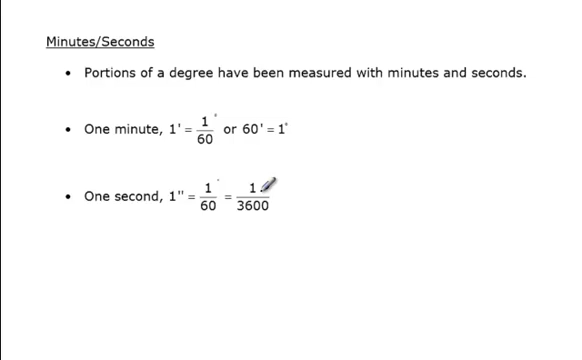 Minutes/Seconds
• Portions of a degree have been measured with minutes and seconds.
• One minute, 1' = 1/60° or 60' = 1°
• One second, 1" = 1/60' = 1/3600